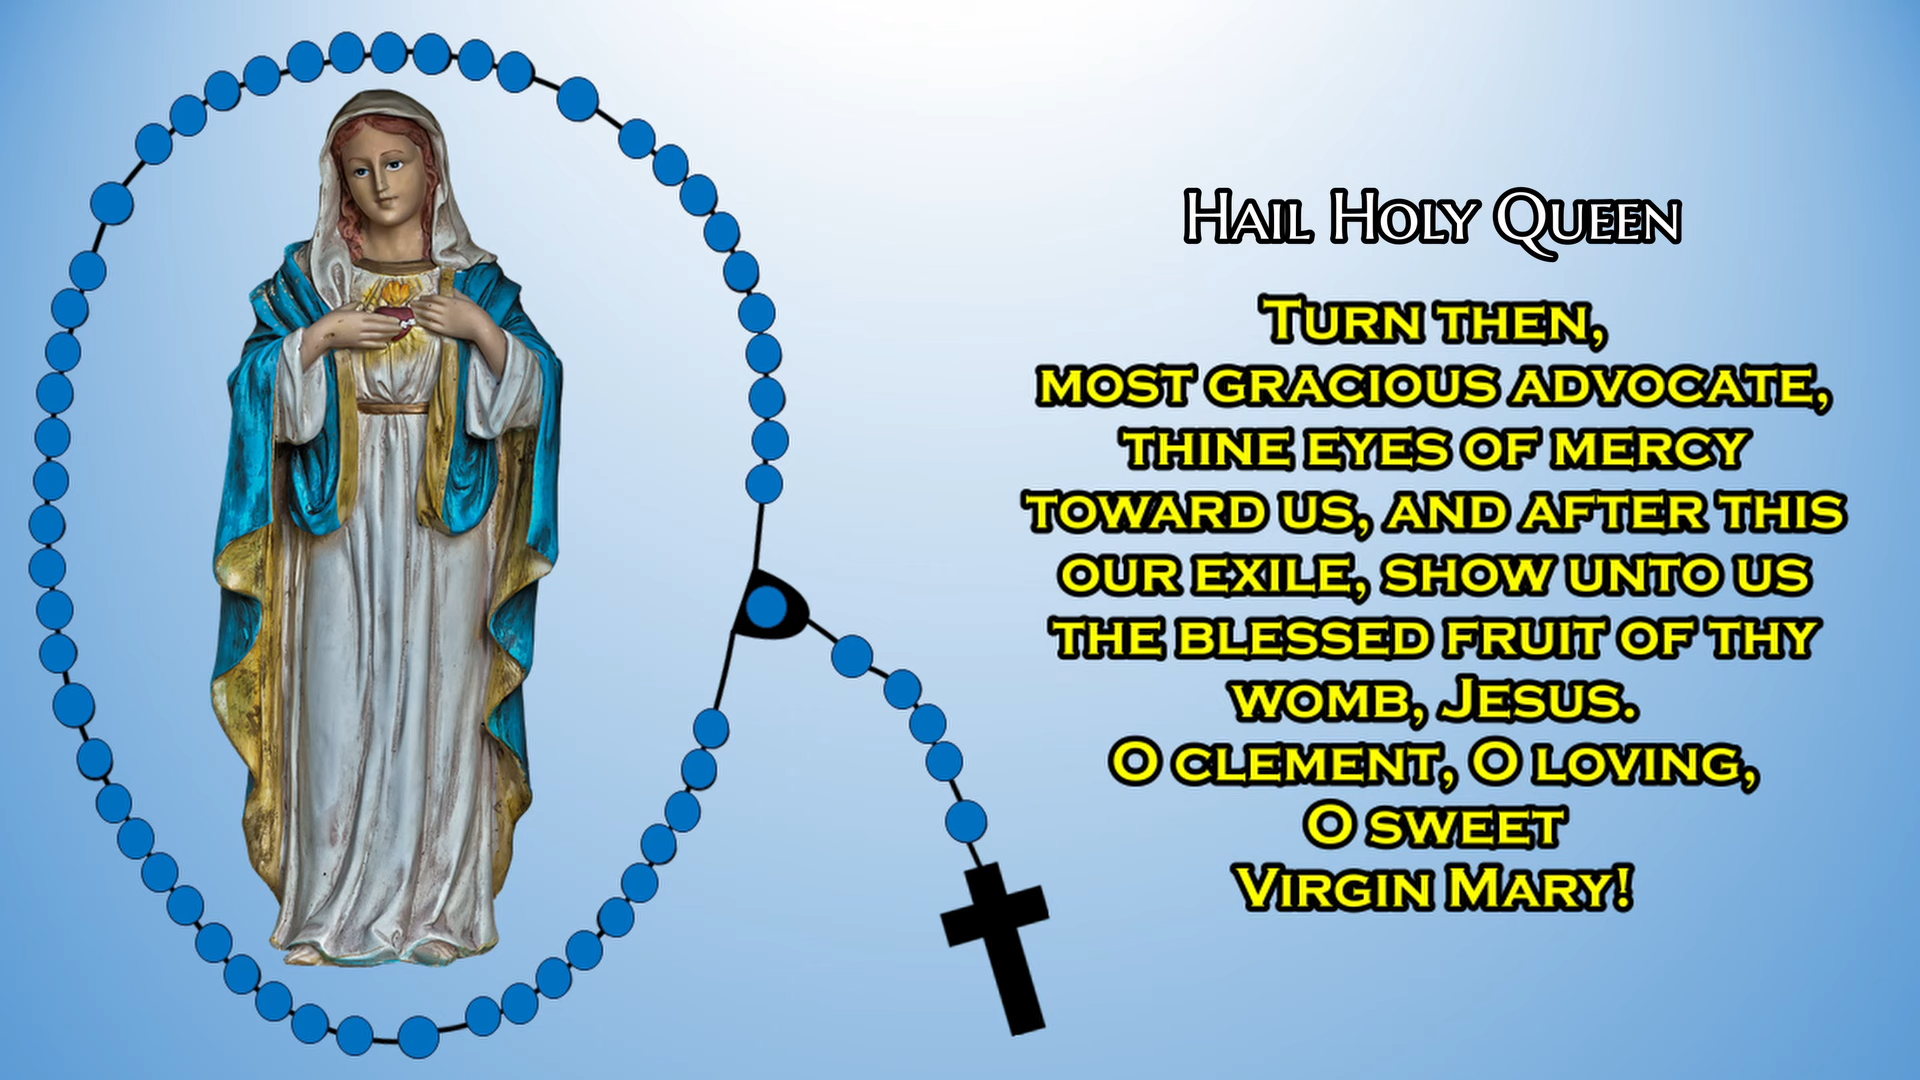 Hail Holy Queen
Turn then,
most gracious advocate,
thine eyes of mercy
toward us, and after this
our exile, show unto us
the blessed fruit of thy
womb, Jesus.
O clement, O loving,
O sweet
Virgin Mary!